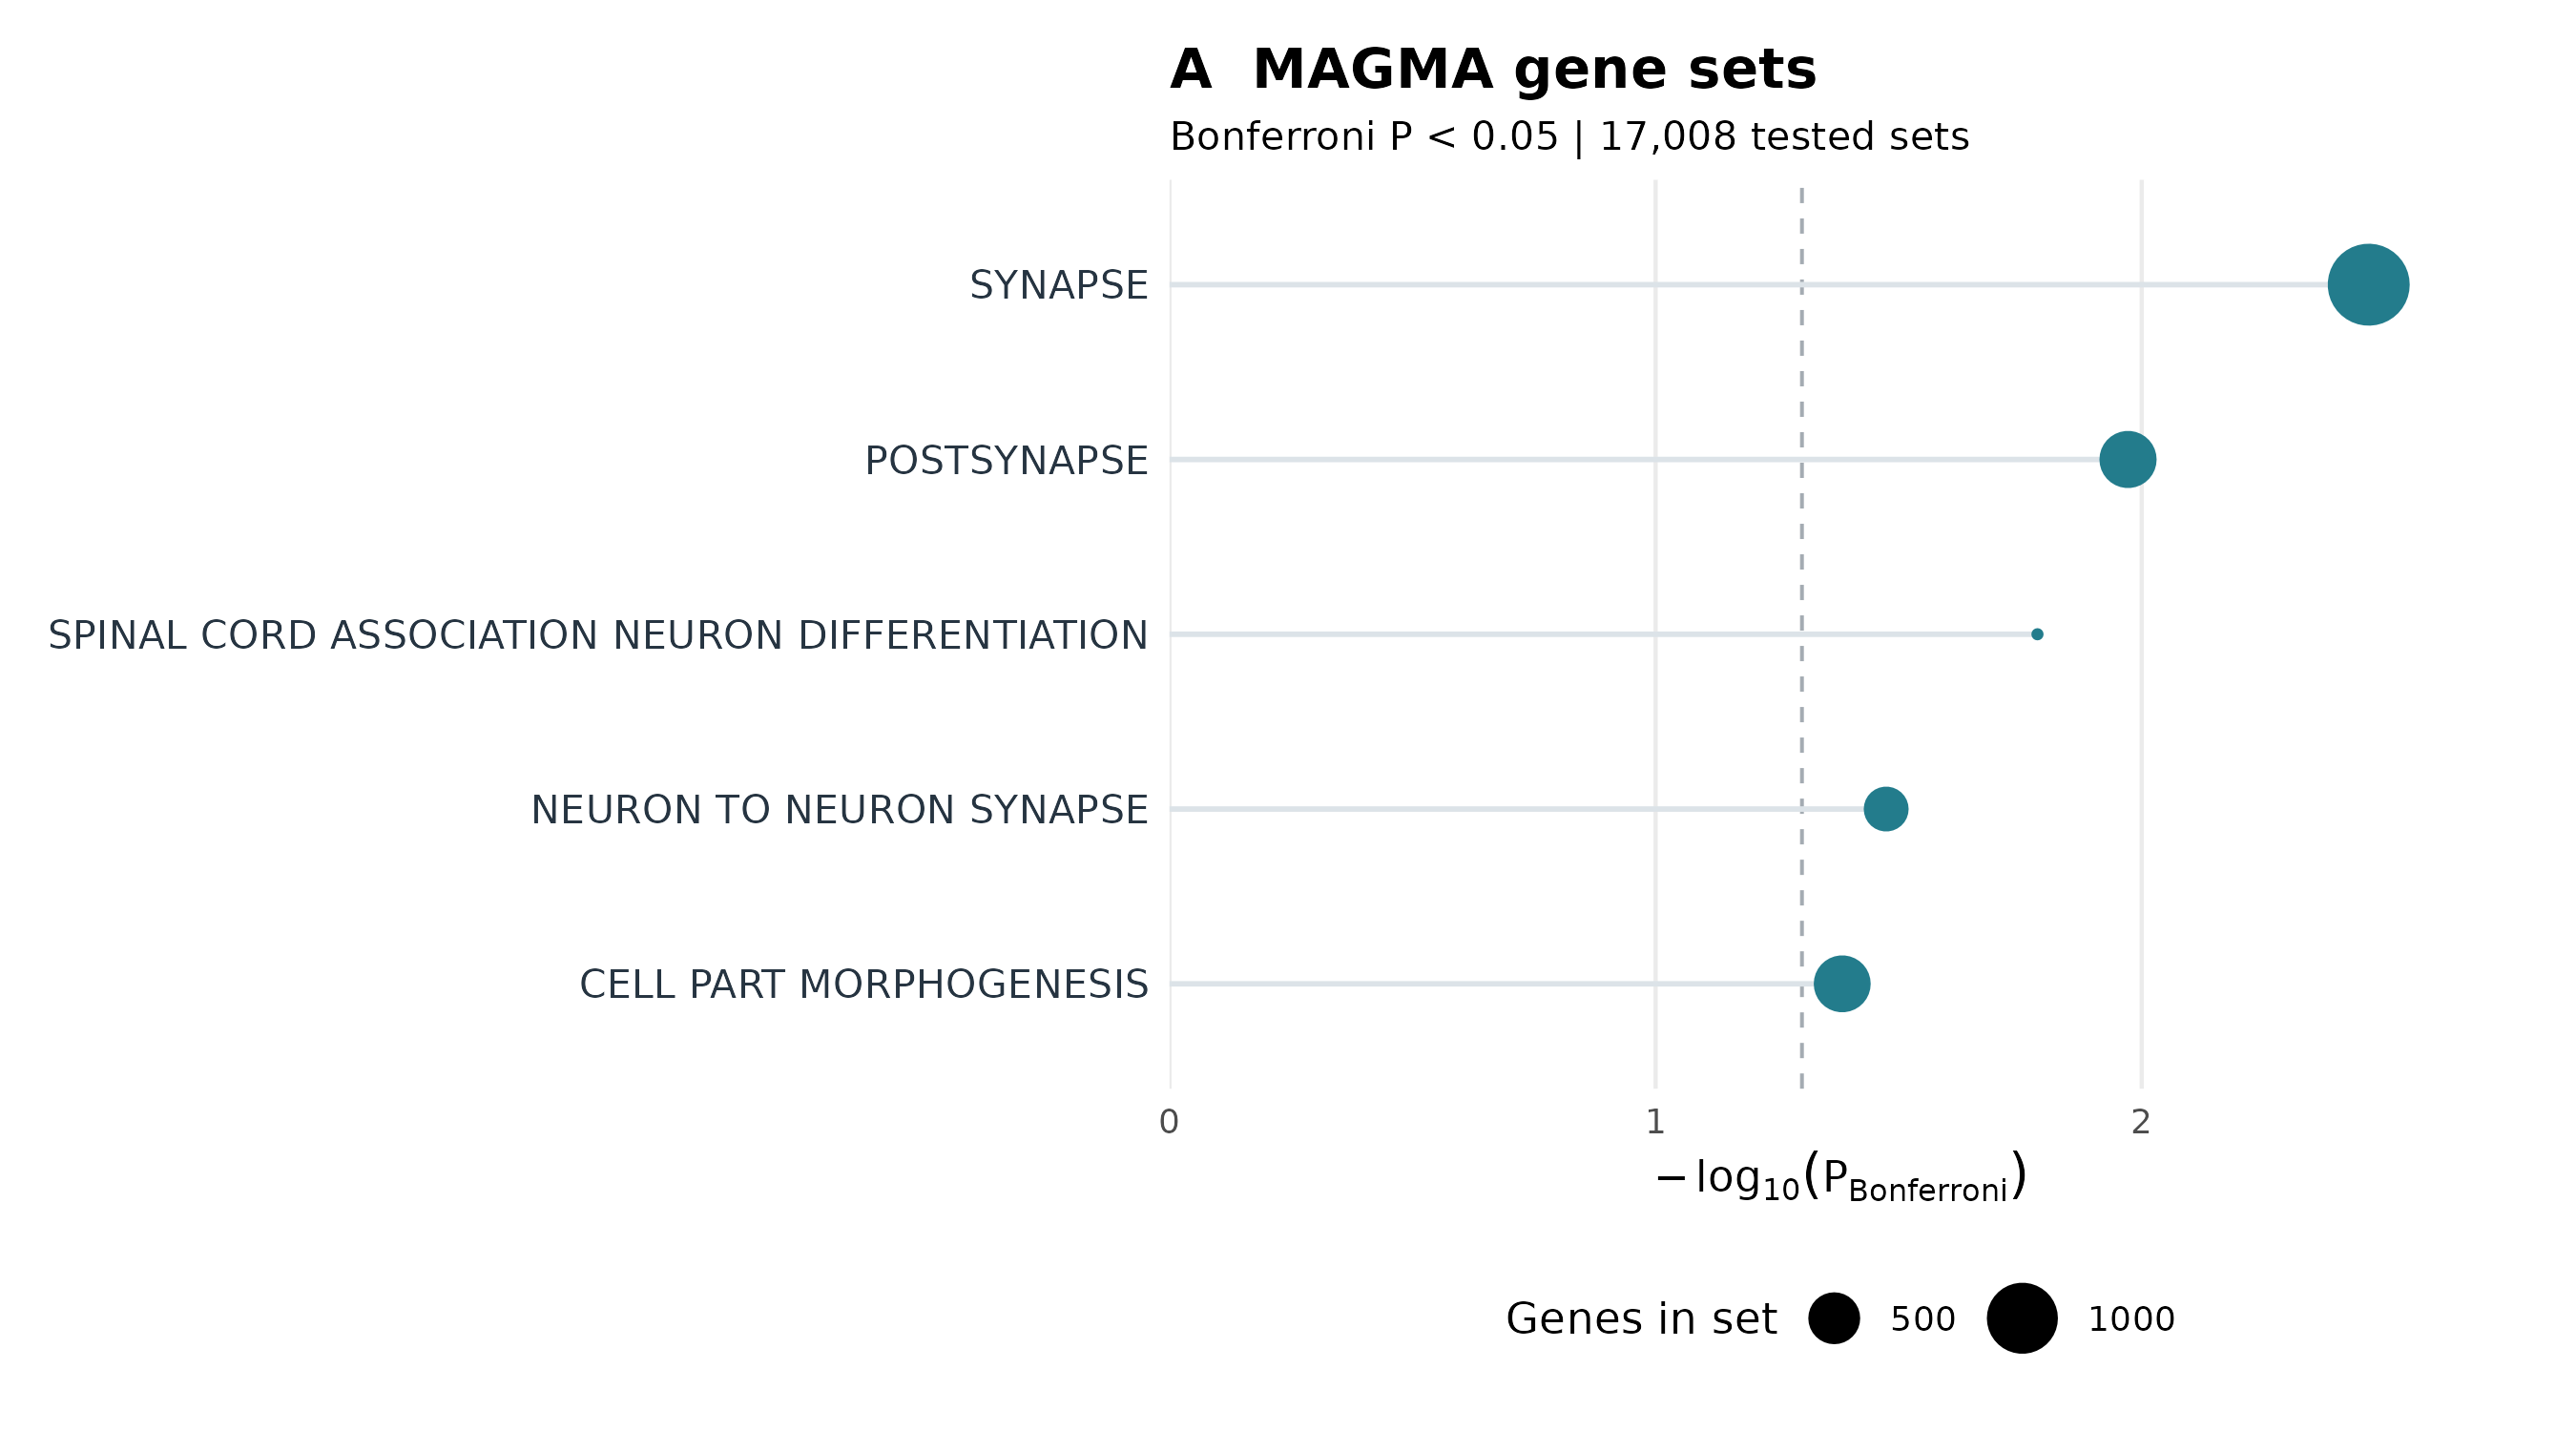 A  MAGMA gene sets
Bonferroni P < 0.05 | 17,008 tested sets
SYNAPSE
POSTSYNAPSE
SPINAL CORD ASSOCIATION NEURON DIFFERENTIATION
NEURON TO NEURON SYNAPSE
CELL PART MORPHOGENESIS
0 1 2
− log10(PBonferroni)
Genes in set 500 1000